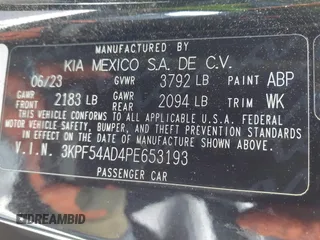 MFD BY
KIA MEXICO S.A. DE C.V.
06/23 GVWR 3792 LB PAINT ABP
GAWR FRONT 2183 LB GAWR REAR 2094 LB TRIM WK
THIS VEHICLE CONFORMS TO ALL APPLICABLE U.S.A. FEDERAL
MOTOR VEHICLE SAFETY, BUMPER, AND THEFT PREVENTION STANDARDS
IN EFFECT ON THE DATE OF MANUFACTURE SHOWN ABOVE.
V.I.N. 3KPF54AD4PE653193
PASSENGER CAR
DREAMBID